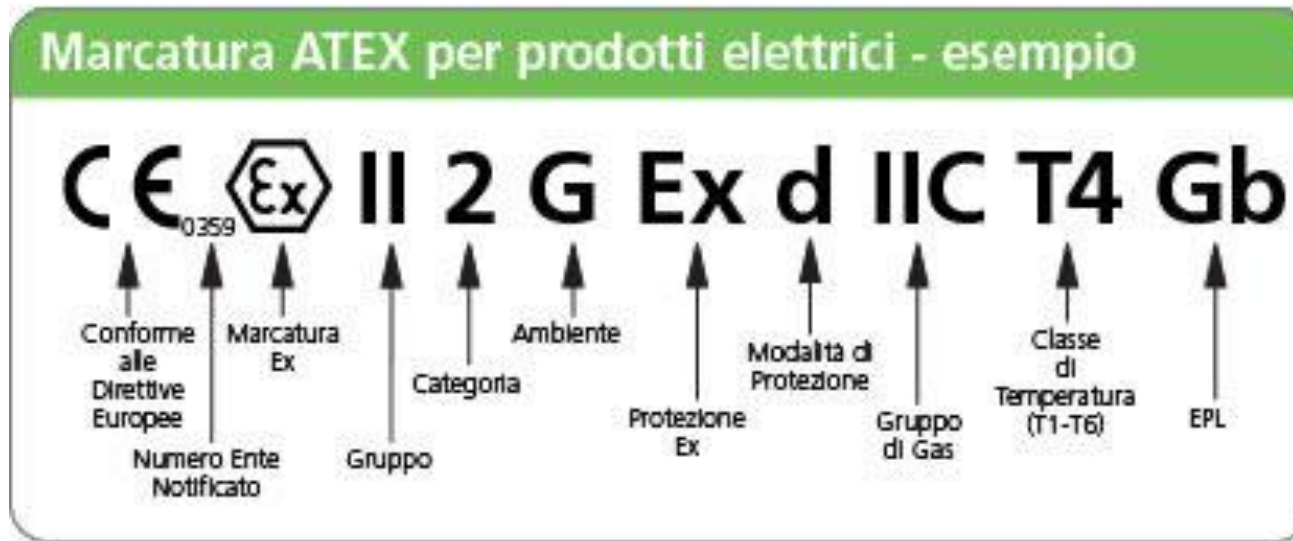 Marcatura ATEX per prodotti elettrici - esempio
CE 0359 Ex II 2 G Ex d IIC T4 Gb
Conforme
alle
Direttive
Europee
Numero Ente
Notificato
Marcatura
Ex
Gruppo
Categoria
Ambiente
Protezione
Ex
Modalità di
Protezione
Gruppo
di Gas
Classe
di
Temperatura
(T1-T6)
EPL